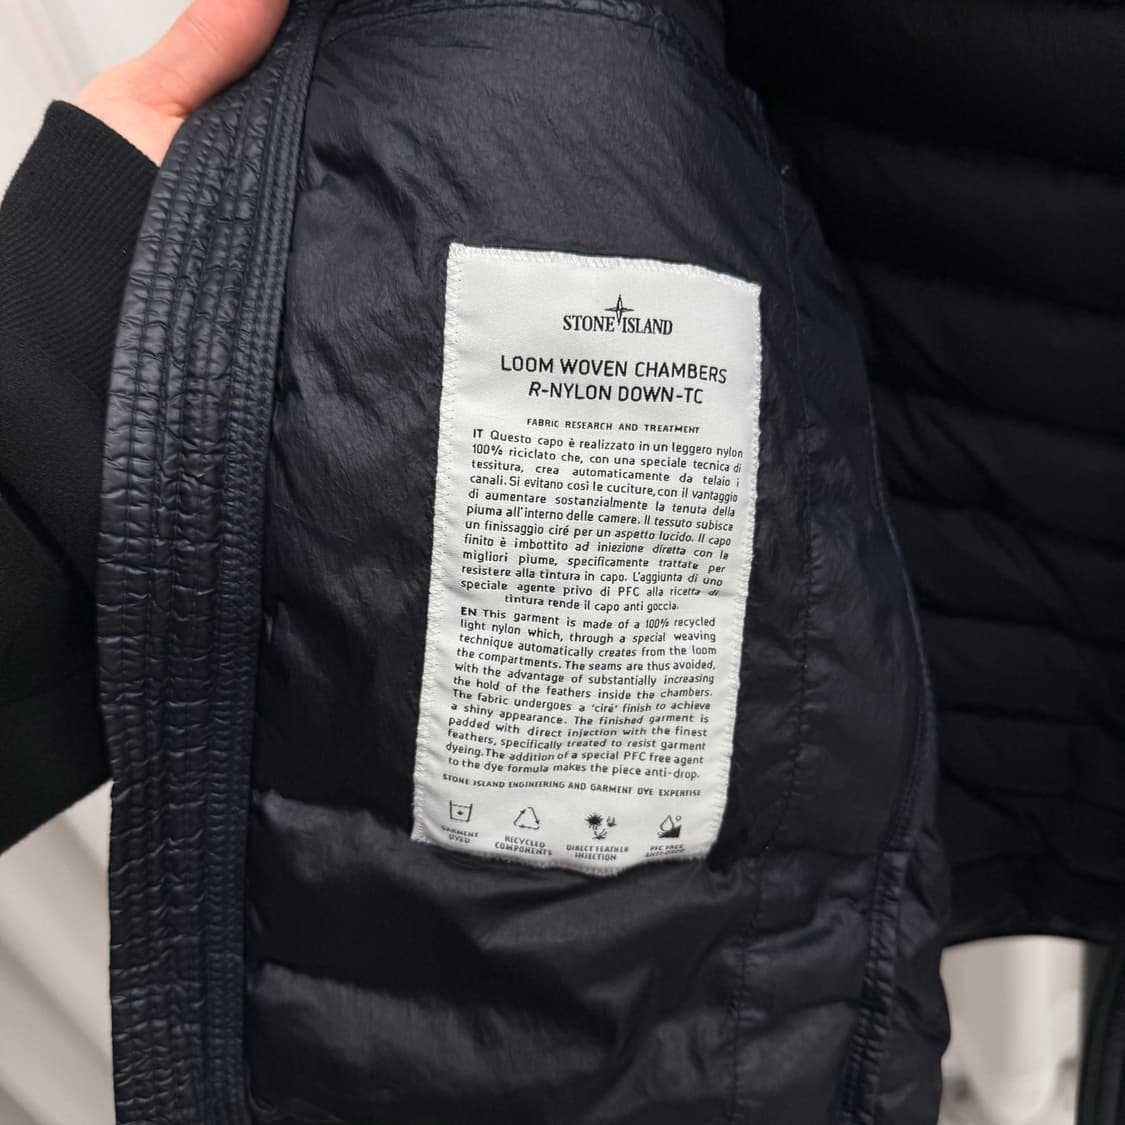 STONE ISLAND
LOOM WOVEN CHAMBERS
R-NYLON DOWN-TC
FABRIC RESEARCH AND TREATMENT
IT Questo capo è realizzato in un leggero nylon
100% riciclato che, con una speciale tecnica di
tessitura, crea automaticamente da telaio i
canali. Si evitano così le cuciture, con il vantaggio
di aumentare sostanzialmente la tenuta della
piuma all'interno delle camere. Il tessuto subisce
un finissaggio ciré per un aspetto lucido. Il capo
finito è imbottito ad iniezione diretta con le
migliori piume, specificamente trattate per
resistere alla tintura in capo. L'aggiunta di uno
speciale agente privo di PFC alla ricetta di
tintura rende il capo anti goccia.
EN This garment is made of a 100% recycled
light nylon which, through a special weaving
technique automatically creates from the loom
the compartments. The seams are thus avoided,
with the advantage of substantially increasing
the hold of the feathers inside the chambers.
The fabric undergoes a 'ciré' finish to achieve
a shiny appearance. The finished garment is
padded with direct injection with the finest
feathers, specifically treated to resist garment
dyeing. The addition of a special PFC free agent
to the dye formula makes the piece anti-drop.
STONE ISLAND ENGINEERING AND GARMENT DYE EXPERTISE
GARMENT DYED
RECYCLED COMPONENTS
DIRECT FEATHER INJECTION
PFC FREE ANTI-DROP